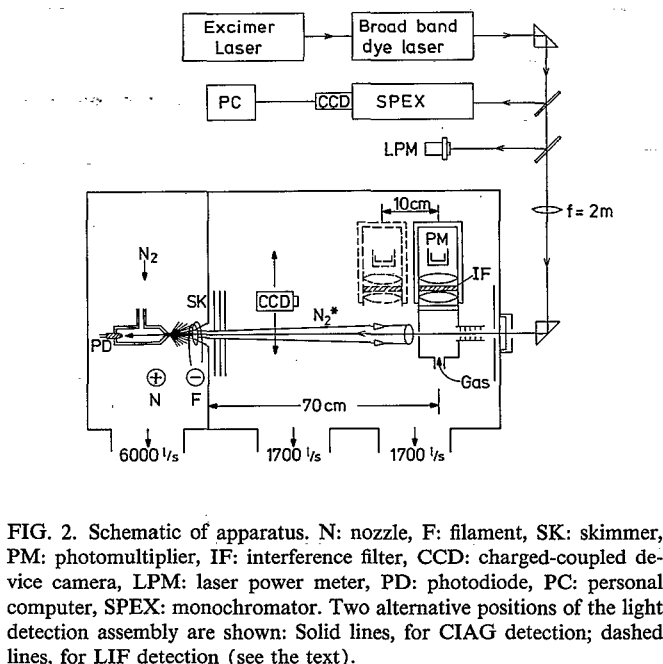 Excimer
Laser
Broad band
dye laser
PC
CCD
SPEX
LPM
f = 2m
10cm
N2
PM
IF
SK
CCD
N2*
PD
Gas
+
−
N
F
70cm
6000 l/s
1700 l/s
1700 l/s
FIG. 2. Schematic of apparatus. N: nozzle, F: filament, SK: skimmer,
PM: photomultiplier, IF: interference filter, CCD: charged-coupled de-
vice camera, LPM: laser power meter, PD: photodiode, PC: personal
computer, SPEX: monochromator. Two alternative positions of the light
detection assembly are shown: Solid lines, for CIAG detection; dashed
lines, for LIF detection (see the text).